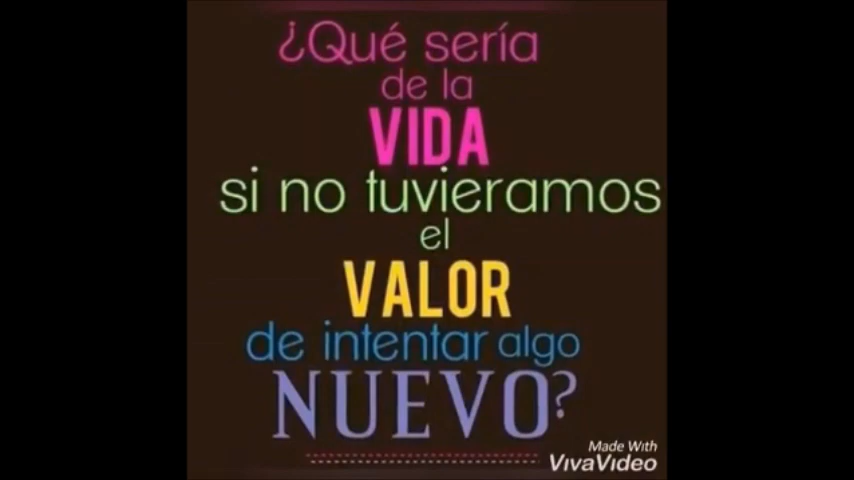 ¿Qué sería
de la
VIDA
si no tuvieramos
el
VALOR
de intentar algo
NUEVO?
Made With
VivaVideo